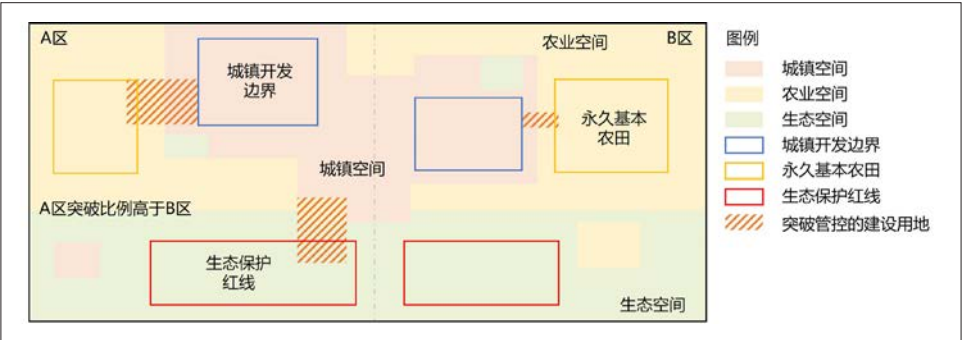 A区
农业空间
B区
城镇开发
边界
永久基本
农田
城镇空间
A区突破比例高于B区
生态保护
红线
生态空间
图例
城镇空间
农业空间
生态空间
城镇开发边界
永久基本农田
生态保护红线
突破管控的建设用地